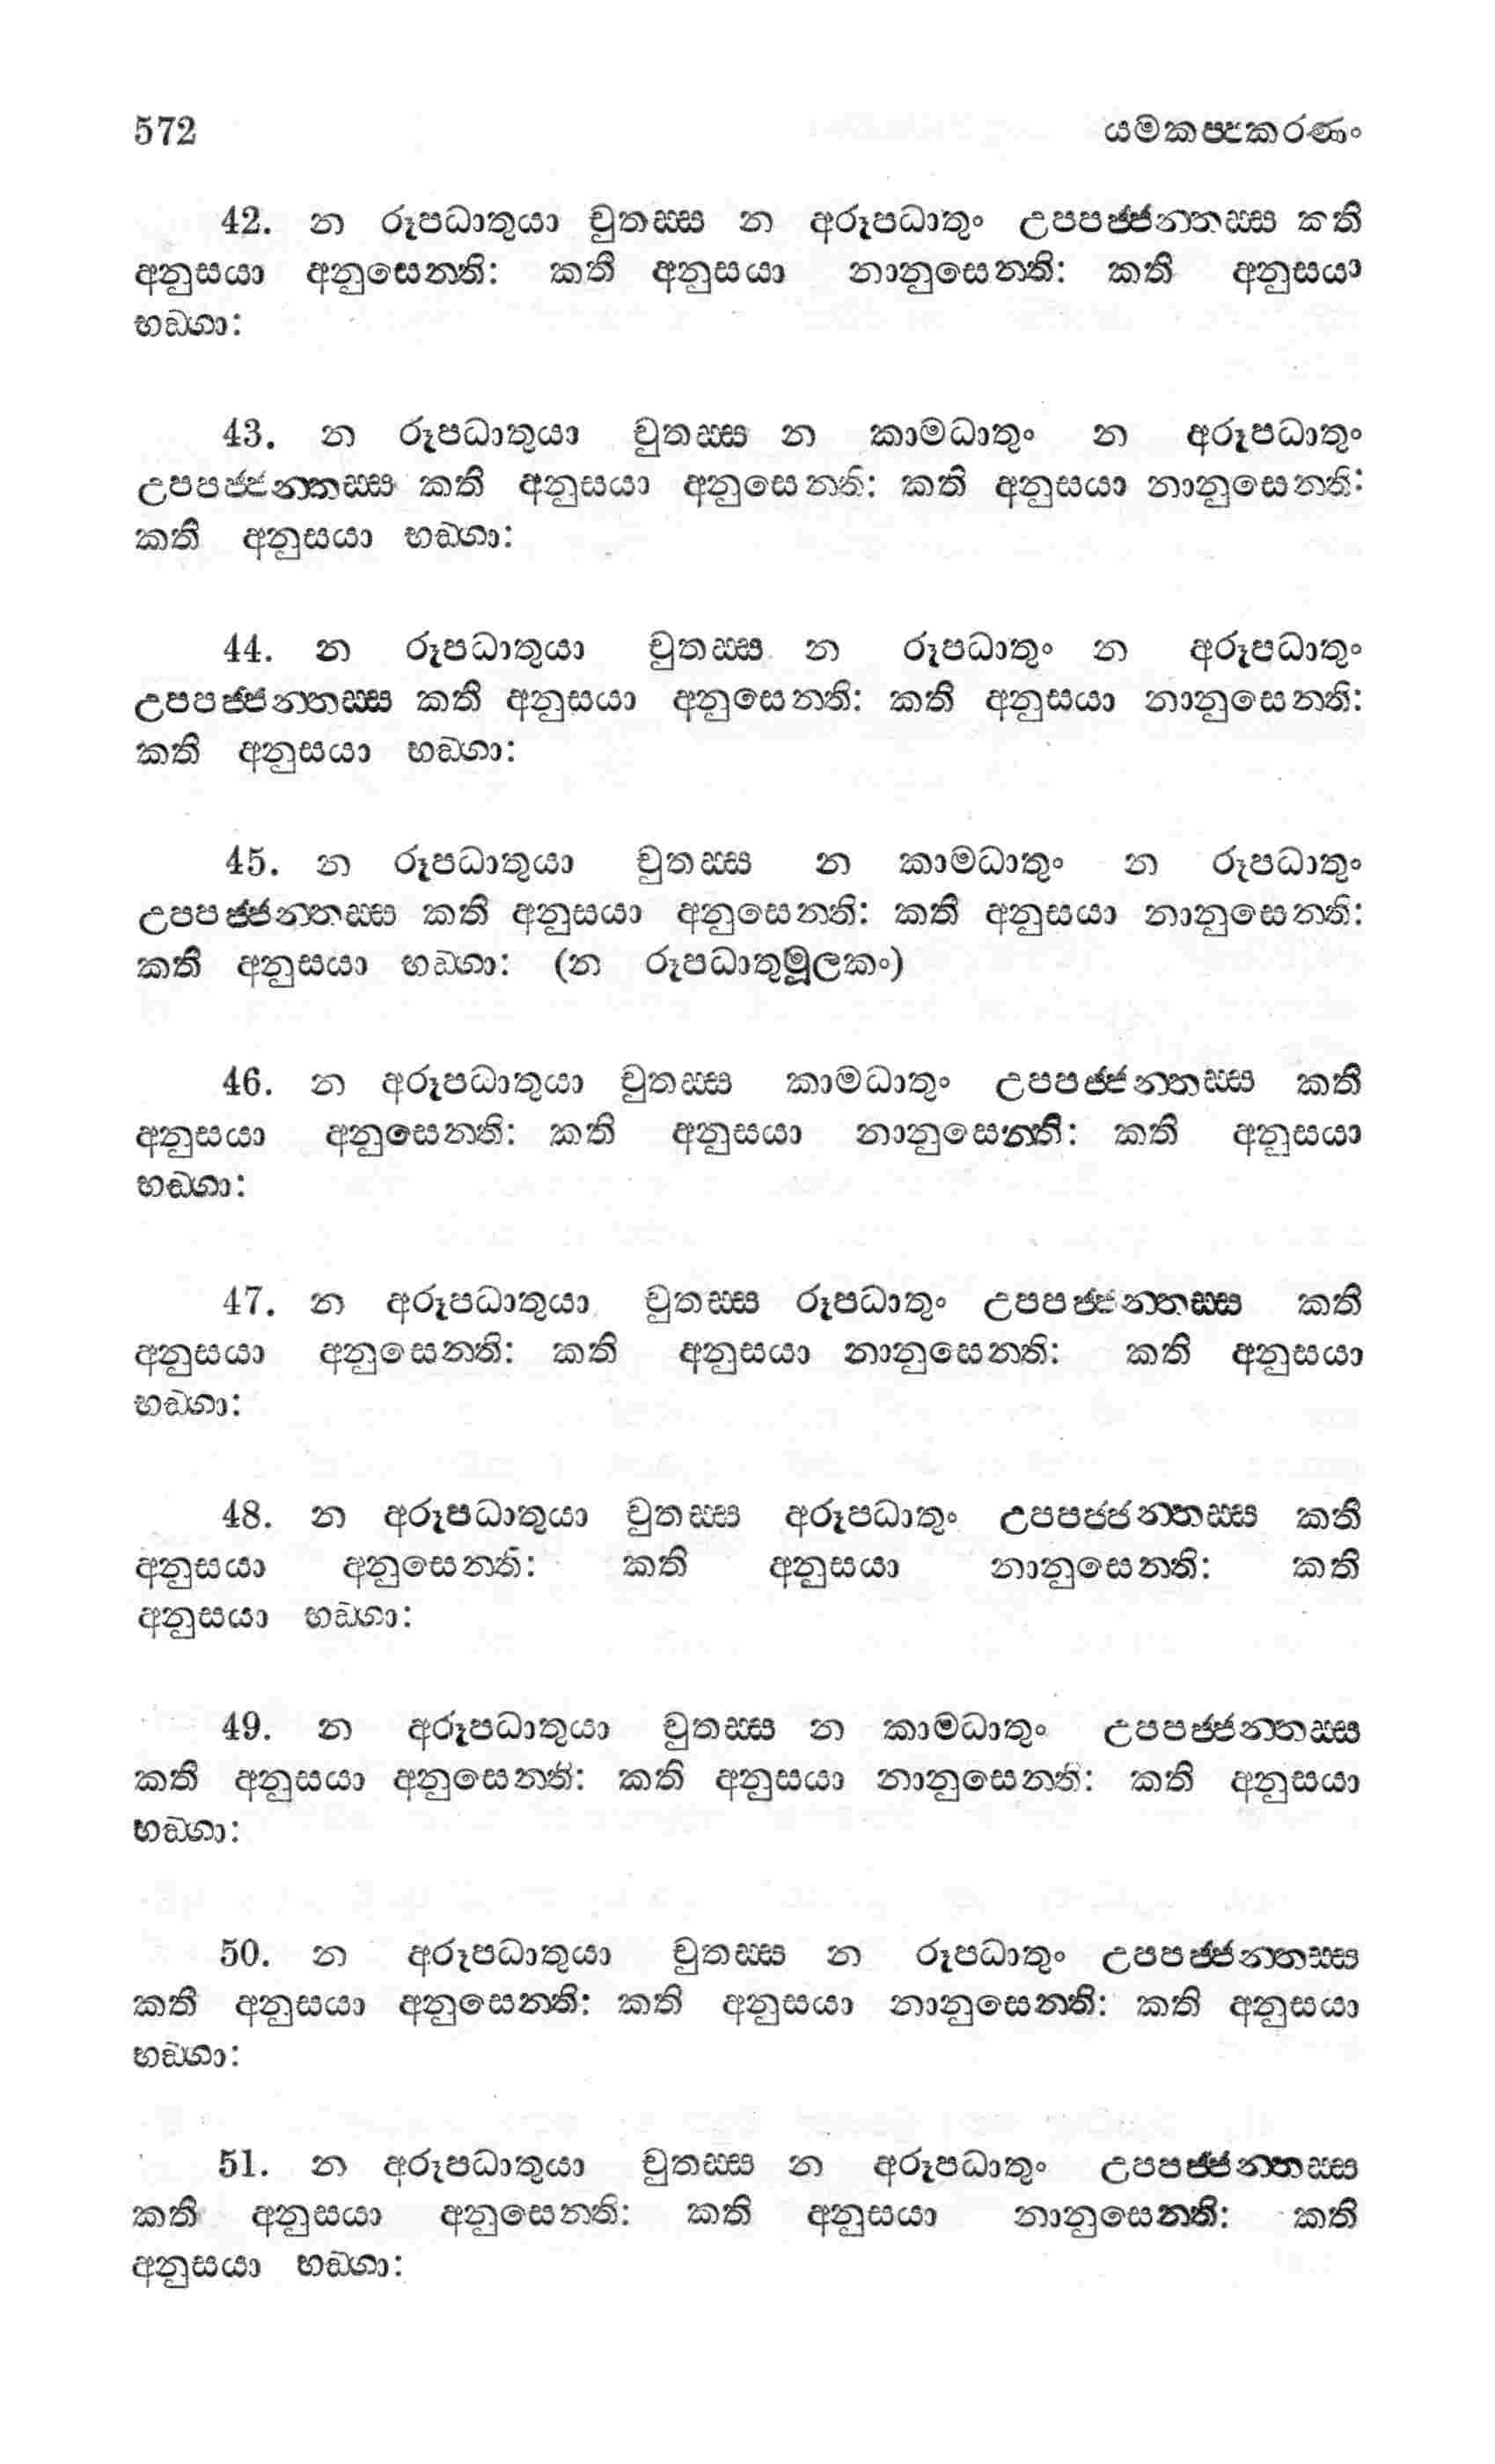 572 යමකප්පකරණං
42. න රූපධාතුයා චුතස්ස න අරූපධාතුං උපපජ්ජන්තස්ස කති
අනුසයා අනුසෙන්ති: කති අනුසයා නානුසෙන්ති: කති අනුසයා
භඞ්ගා:
43. න රූපධාතුයා චුතස්ස න කාමධාතුං න අරූපධාතුං
උපපජ්ජන්තස්ස කති අනුසයා අනුසෙන්ති: කති අනුසයා නානුසෙන්ති:
කති අනුසයා භඞ්ගා:
44. න රූපධාතුයා චුතස්ස න රූපධාතුං න අරූපධාතුං
උපපජ්ජන්තස්ස කති අනුසයා අනුසෙන්ති: කති අනුසයා නානුසෙන්ති:
කති අනුසයා භඞ්ගා:
45. න රූපධාතුයා චුතස්ස න කාමධාතුං න රූපධාතුං
උපපජ්ජන්තස්ස කති අනුසයා අනුසෙන්ති: කති අනුසයා නානුසෙන්ති:
කති අනුසයා භඞ්ගා: (න රූපධාතුමූලකං)
46. න අරූපධාතුයා චුතස්ස කාමධාතුං උපපජ්ජන්තස්ස කති
අනුසයා අනුසෙන්ති: කති අනුසයා නානුසෙන්ති: කති අනුසයා
භඞ්ගා:
47. න අරූපධාතුයා චුතස්ස රූපධාතුං උපපජ්ජන්තස්ස කති
අනුසයා අනුසෙන්ති: කති අනුසයා නානුසෙන්ති: කති අනුසයා
භඞ්ගා:
48. න අරූපධාතුයා චුතස්ස අරූපධාතුං උපපජ්ජන්තස්ස කති
අනුසයා අනුසෙන්ති: කති අනුසයා නානුසෙන්ති: කති
අනුසයා භඞ්ගා:
49. න අරූපධාතුයා චුතස්ස න කාමධාතුං උපපජ්ජන්තස්ස
කති අනුසයා අනුසෙන්ති: කති අනුසයා නානුසෙන්ති: කති අනුසයා
භඞ්ගා:
50. න අරූපධාතුයා චුතස්ස න රූපධාතුං උපපජ්ජන්තස්ස
කති අනුසයා අනුසෙන්ති: කති අනුසයා නානුසෙන්ති: කති අනුසයා
භඞ්ගා:
51. න අරූපධාතුයා චුතස්ස න අරූපධාතුං උපපජ්ජන්තස්ස
කති අනුසයා අනුසෙන්ති: කති අනුසයා නානුසෙන්ති: කති
අනුසයා භඞ්ගා: